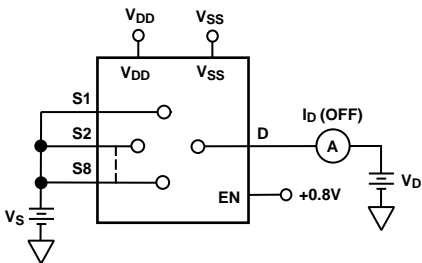 VDD VSS
VDD VSS
S1 ID (OFF)
S2 D A
S8
EN +0.8V VD
VS